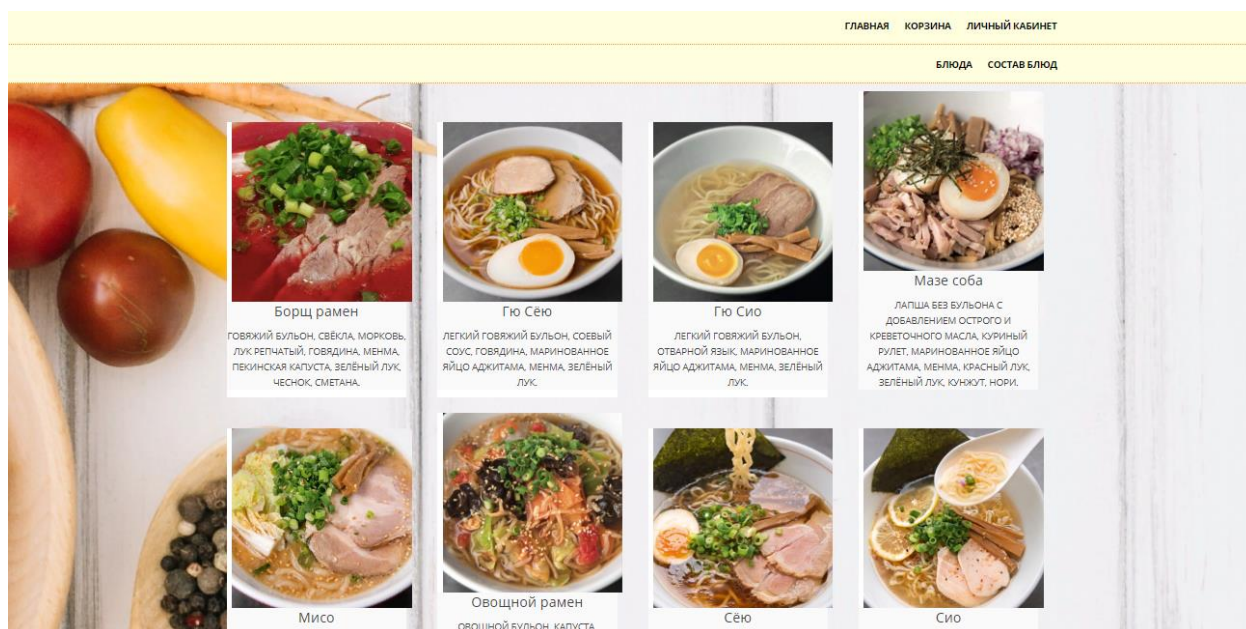 ГЛАВНАЯ КОРЗИНА ЛИЧНЫЙ КАБИНЕТ
БЛЮДА СОСТАВ БЛЮД
Борщ рамен
ГОВЯЖИЙ БУЛЬОН, СВЁКЛА, МОРКОВЬ,
ЛУК РЕПЧАТЫЙ, ГОВЯДИНА, МЕНМА,
ПЕКИНСКАЯ КАПУСТА, ЗЕЛЁНЫЙ ЛУК,
ЧЕСНОК, СМЕТАНА.
Гю Сёю
ЛЕГКИЙ ГОВЯЖИЙ БУЛЬОН, СОЕВЫЙ
СОУС, ГОВЯДИНА, МАРИНОВАННОЕ
ЯЙЦО АДЖИТАМА, МЕНМА, ЗЕЛЁНЫЙ
ЛУК.
Гю Сио
ЛЕГКИЙ ГОВЯЖИЙ БУЛЬОН,
ОТВАРНОЙ ЯЗЫК, МАРИНОВАННОЕ
ЯЙЦО АДЖИТАМА, МЕНМА, ЗЕЛЁНЫЙ
ЛУК.
Мазе соба
ЛАПША БЕЗ БУЛЬОНА С
ДОБАВЛЕНИЕМ ОСТРОГО И
КРЕВЕТОЧНОГО МАСЛА, КУРИНЫЙ
РУЛЕТ, МАРИНОВАННОЕ ЯЙЦО
АДЖИТАМА, МЕНМА, КРАСНЫЙ ЛУК,
ЗЕЛЁНЫЙ ЛУК, КУНЖУТ, НОРИ.
Мисо
Овощной рамен
ОВОЩНОЙ БУЛЬОН, КАПУСТА
Сёю
Сио